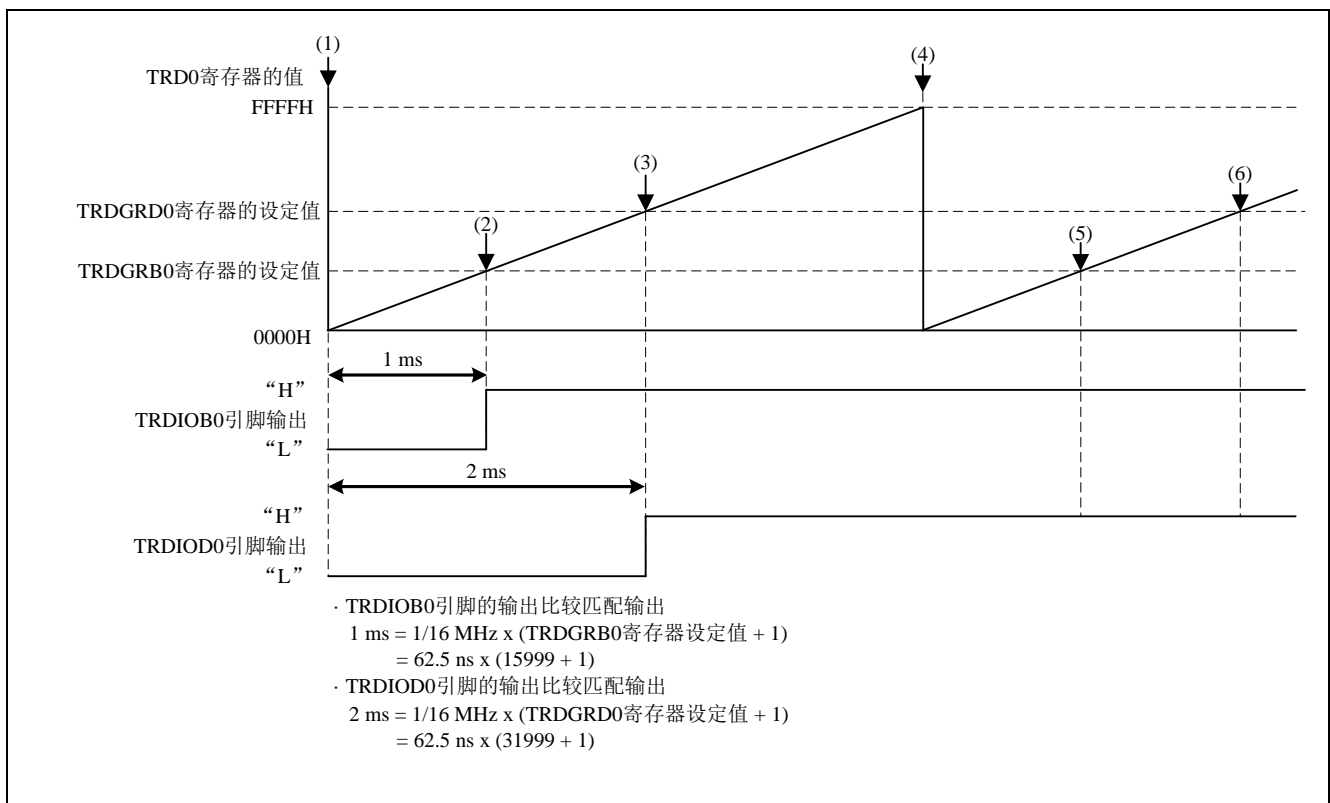 (1)
(4)
TRD0寄存器的值
FFFFH
(3)
(6)
TRDGRD0寄存器的设定值
(2)
(5)
TRDGRB0寄存器的设定值
0000H
1 ms
“H”
TRDIOB0引脚输出
“L”
2 ms
“H”
TRDIOD0引脚输出
“L”
· TRDIOB0引脚的输出比较匹配输出
1 ms = 1/16 MHz x (TRDGRB0寄存器设定值 + 1)
= 62.5 ns x (15999 + 1)
· TRDIOD0引脚的输出比较匹配输出
2 ms = 1/16 MHz x (TRDGRD0寄存器设定值 + 1)
= 62.5 ns x (31999 + 1)